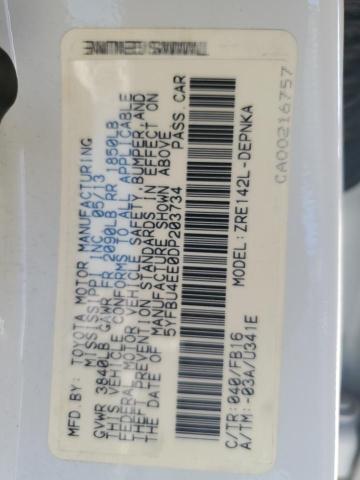 MFD BY: TOYOTA MOTOR MANUFACTURING
MISSISSIPPI INC. 05/13
GVWR 3840LB GAWR FR 2090LB RR 1850LB
THIS VEHICLE CONFORMS TO ALL APPLICABLE
FEDERAL MOTOR VEHICLE SAFETY, BUMPER, AND
THEFT PREVENTION STANDARDS IN EFFECT ON
THE DATE OF MANUFACTURE SHOWN ABOVE
5YFBU4EE0DP203734 PASS.CAR
C/TR: 040/FB16 MODEL: ZRE142L-DEPNKA
A/TM: -03A/U341E
CA00216757